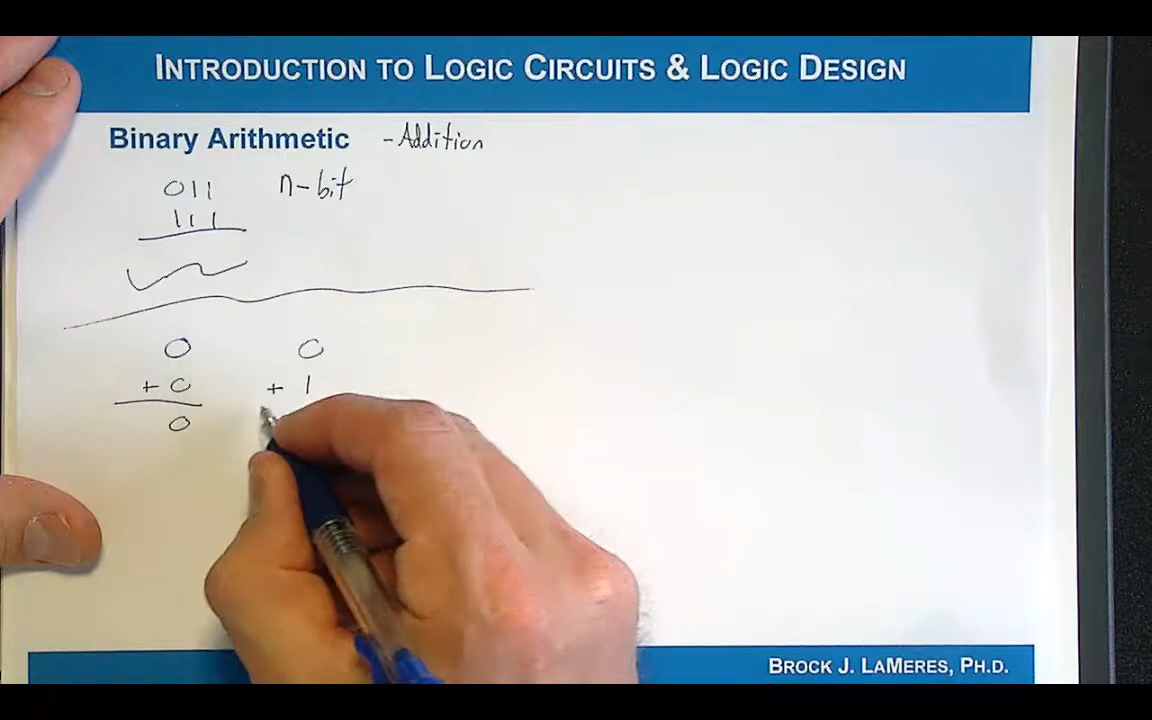 INTRODUCTION TO LOGIC CIRCUITS & LOGIC DESIGN
Binary Arithmetic - Addition
011 n-bit
111
0 0
+ 0 + 1
0
BROCK J. LAMERES, PH.D.